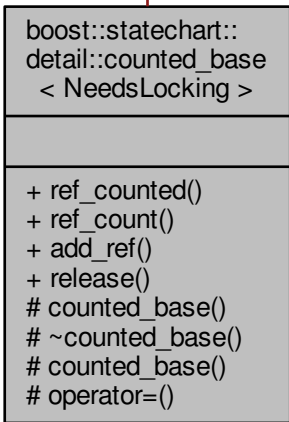 boost::statechart::
detail::counted_base
< NeedsLocking >
+ ref_counted()
+ ref_count()
+ add_ref()
+ release()
# counted_base()
# ~counted_base()
# counted_base()
# operator=()